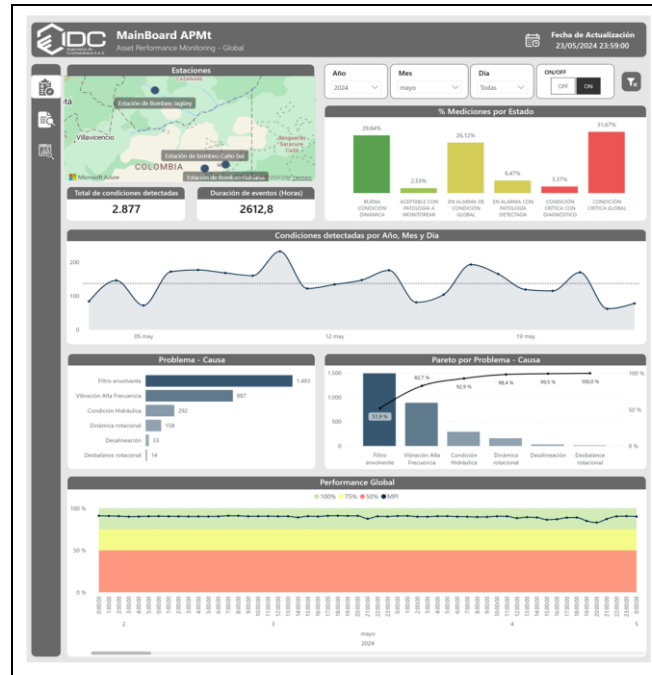 IDC
MainBoard APMt
Asset Performance Monitoring - Global
Fecha de Actualización
23/05/2024 23:59:00
Estaciones
CASANARE
Estación de Bombeo Jagüey
Villavicencio
Estación de bombeo Caño Sur
COLOMBIA
Microsoft Azure
Año
2024
Mes
mayo
Día
Todas
ON/OFF
OFF
ON
% Mediciones por Estado
29,84%
2,53%
26,12%
6,47%
3,37%
31,67%
BUENA CONDICIÓN DINÁMICA
ACEPTABLE CON PATOLOGÍA A MONITOREAR
EN ALARMA DE CONDICIÓN GLOBAL
EN ALARMA CON PATOLOGÍA DETECTADA
CONDICIÓN CRÍTICA CON DIAGNÓSTICO
CONDICIÓN CRÍTICA GLOBAL
Total de condiciones detectadas
2.877
Duración de eventos (Horas)
2612,8
Condiciones detectadas por Año, Mes y Día
200
100
0
05 may
12 may
19 may
Problema - Causa
Filtro envolvente 1.493
Vibración Alta Frecuencia 887
Condición Hidráulica 292
Dinámica rotacional 158
Desalineación 33
Desbalance rotacional 14
Pareto por Problema - Causa
1.500
1.000
500
0
51,9 %
82,7 %
92,9 %
98,4 %
99,5 %
100,0 %
100 %
50 %
0 %
Filtro envolvente
Vibración Alta Frecuencia
Condición Hidráulica
Dinámica rotacional
Desalineación
Desbalance rotacional
Performance Global
100% 75% 50% MPI
100 %
50 %
0 %
2
3
4
5
mayo
2024